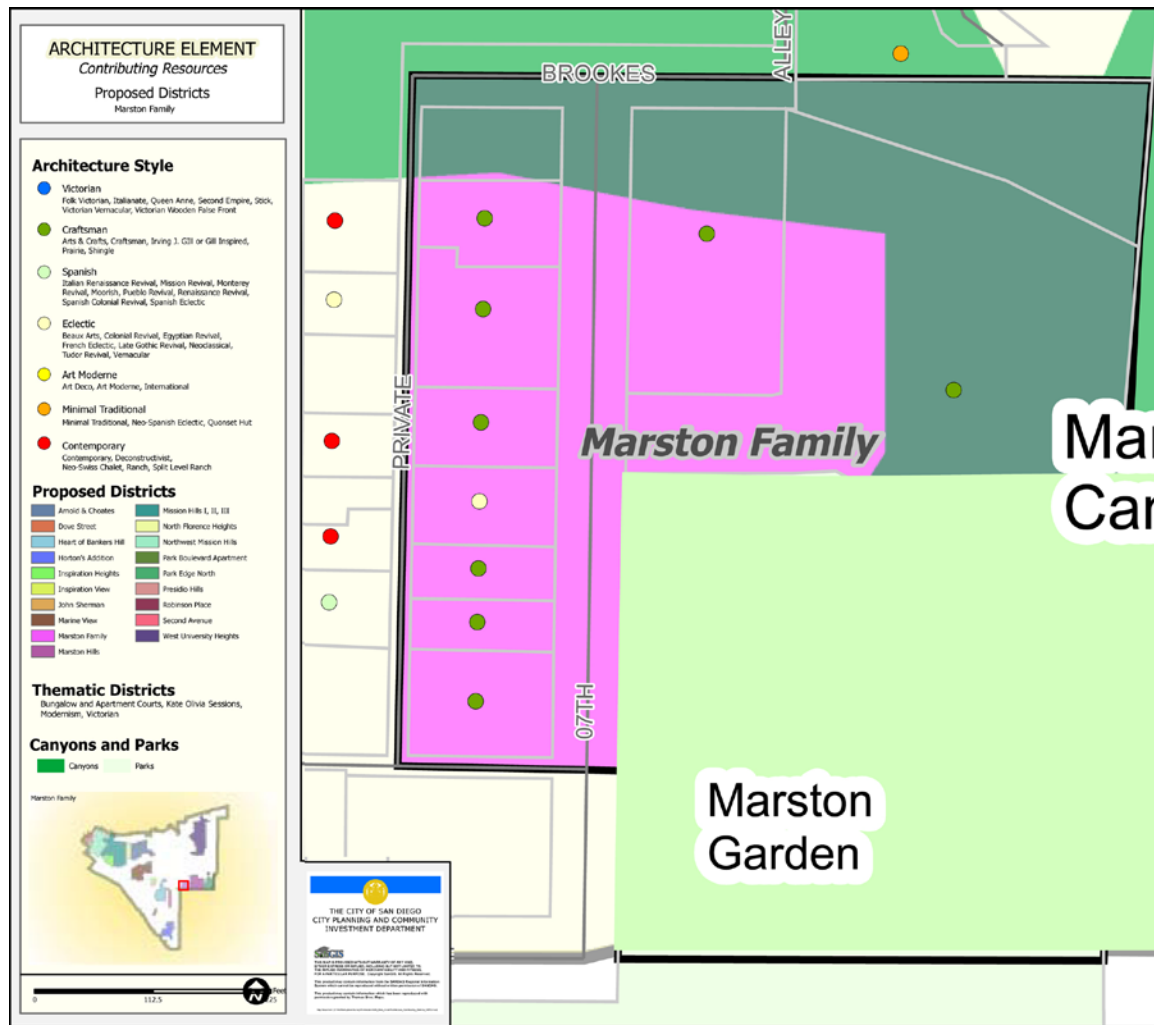 ARCHITECTURE ELEMENT
Contributing Resources
Proposed Districts
Marston Family
Architecture Style
Victorian
Folk Victorian, Italianate, Queen Anne, Second Empire, Stick,
Victorian Vernacular, Victorian Wooden False Front
Craftsman
Arts & Crafts, Craftsman, Irving J. Gill or Gill Inspired,
Prairie, Shingle
Spanish
Italian Renaissance Revival, Mission Revival, Monterey
Revival, Moorish, Pueblo Revival, Renaissance Revival,
Spanish Colonial Revival, Spanish Eclectic
Eclectic
Beaux Arts, Colonial Revival, Egyptian Revival,
French Eclectic, Late Gothic Revival, Neoclassical,
Tudor Revival, Vernacular
Art Moderne
Art Deco, Art Moderne, International
Minimal Traditional
Minimal Traditional, Neo-Spanish Eclectic, Quonset Hut
Contemporary
Contemporary, Deconstructivist,
Neo-Swiss Chalet, Ranch, Split Level Ranch
Proposed Districts
Arnold & Choates
Dove Street
Heart of Bankers Hill
Horton's Addition
Inspiration Heights
Inspiration View
John Sherman
Marine View
Marston Family
Marston Hills
Mission Hills I, II, III
North Florence Heights
Northwest Mission Hills
Park Boulevard Apartment
Park Edge North
Presidio Hills
Robinson Place
Second Avenue
West University Heights
Thematic Districts
Bungalow and Apartment Courts, Kate Olivia Sessions,
Modernism, Victorian
Canyons and Parks
Canyons
Parks
Marston Family
0
112.5
225
Feet
N
BROOKES
ALLEY
PRIVATE
07TH
Marston Family
Mar
Can
Marston
Garden
THE CITY OF SAN DIEGO
CITY PLANNING AND COMMUNITY
INVESTMENT DEPARTMENT
SanGIS